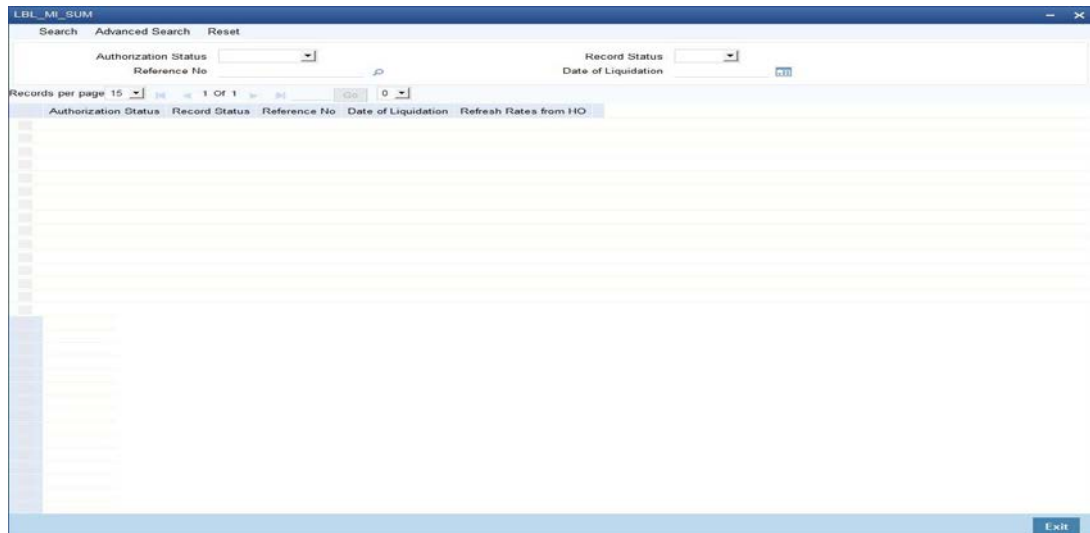 LBL_MI_SUM
Search Advanced Search Reset
Authorization Status Record Status
Reference No Date of Liquidation
Records per page 15 1 Of 1 Go 0
Authorization Status Record Status Reference No Date of Liquidation Refresh Rates from HO
Exit